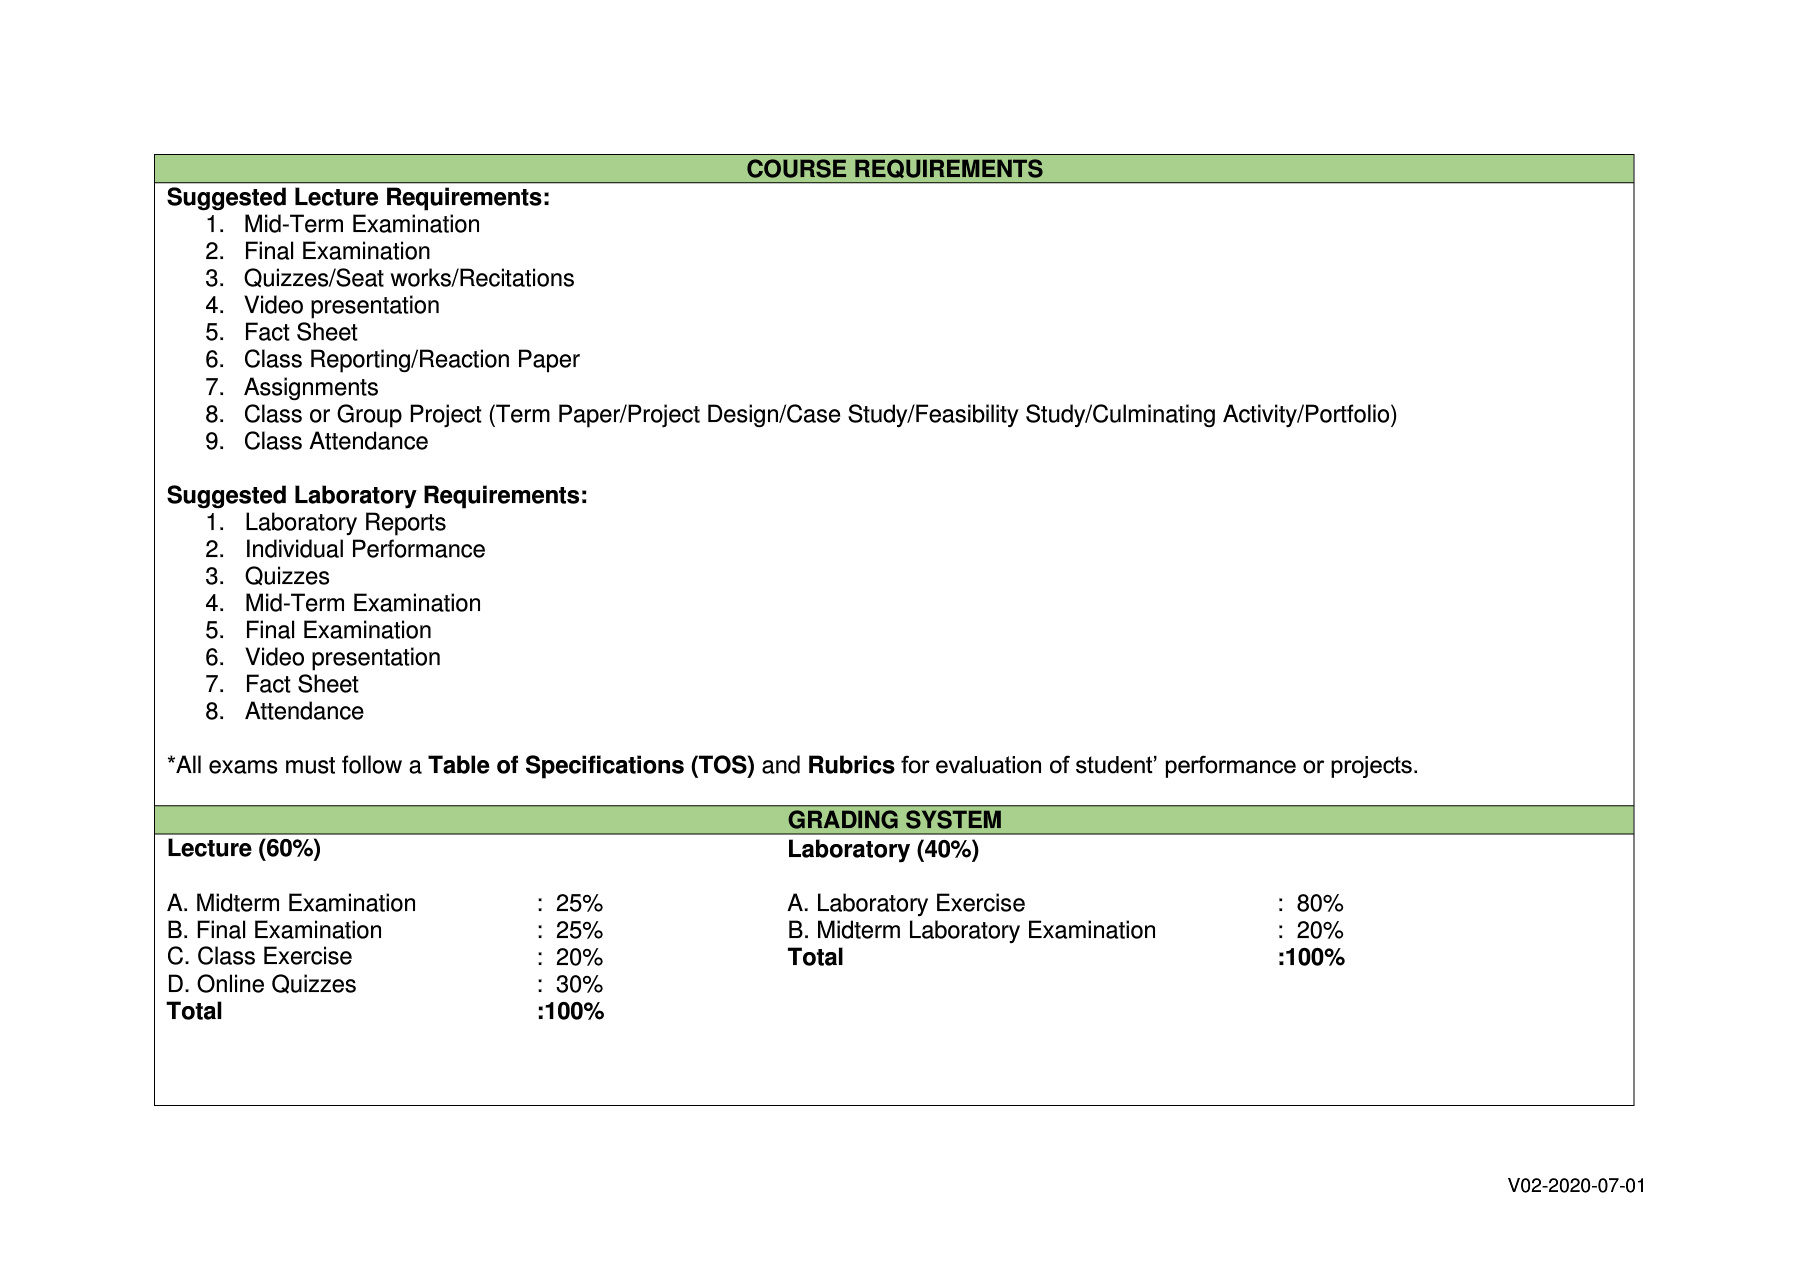 COURSE REQUIREMENTS
Suggested Lecture Requirements:
1. Mid-Term Examination
2. Final Examination
3. Quizzes/Seat works/Recitations
4. Video presentation
5. Fact Sheet
6. Class Reporting/Reaction Paper
7. Assignments
8. Class or Group Project (Term Paper/Project Design/Case Study/Feasibility Study/Culminating Activity/Portfolio)
9. Class Attendance
Suggested Laboratory Requirements:
1. Laboratory Reports
2. Individual Performance
3. Quizzes
4. Mid-Term Examination
5. Final Examination
6. Video presentation
7. Fact Sheet
8. Attendance
*All exams must follow a Table of Specifications (TOS) and Rubrics for evaluation of student’ performance or projects.
GRADING SYSTEM
Lecture (60%)
A. Midterm Examination : 25%
B. Final Examination : 25%
C. Class Exercise : 20%
D. Online Quizzes : 30%
Total :100%
Laboratory (40%)
A. Laboratory Exercise : 80%
B. Midterm Laboratory Examination : 20%
Total :100%
V02-2020-07-01